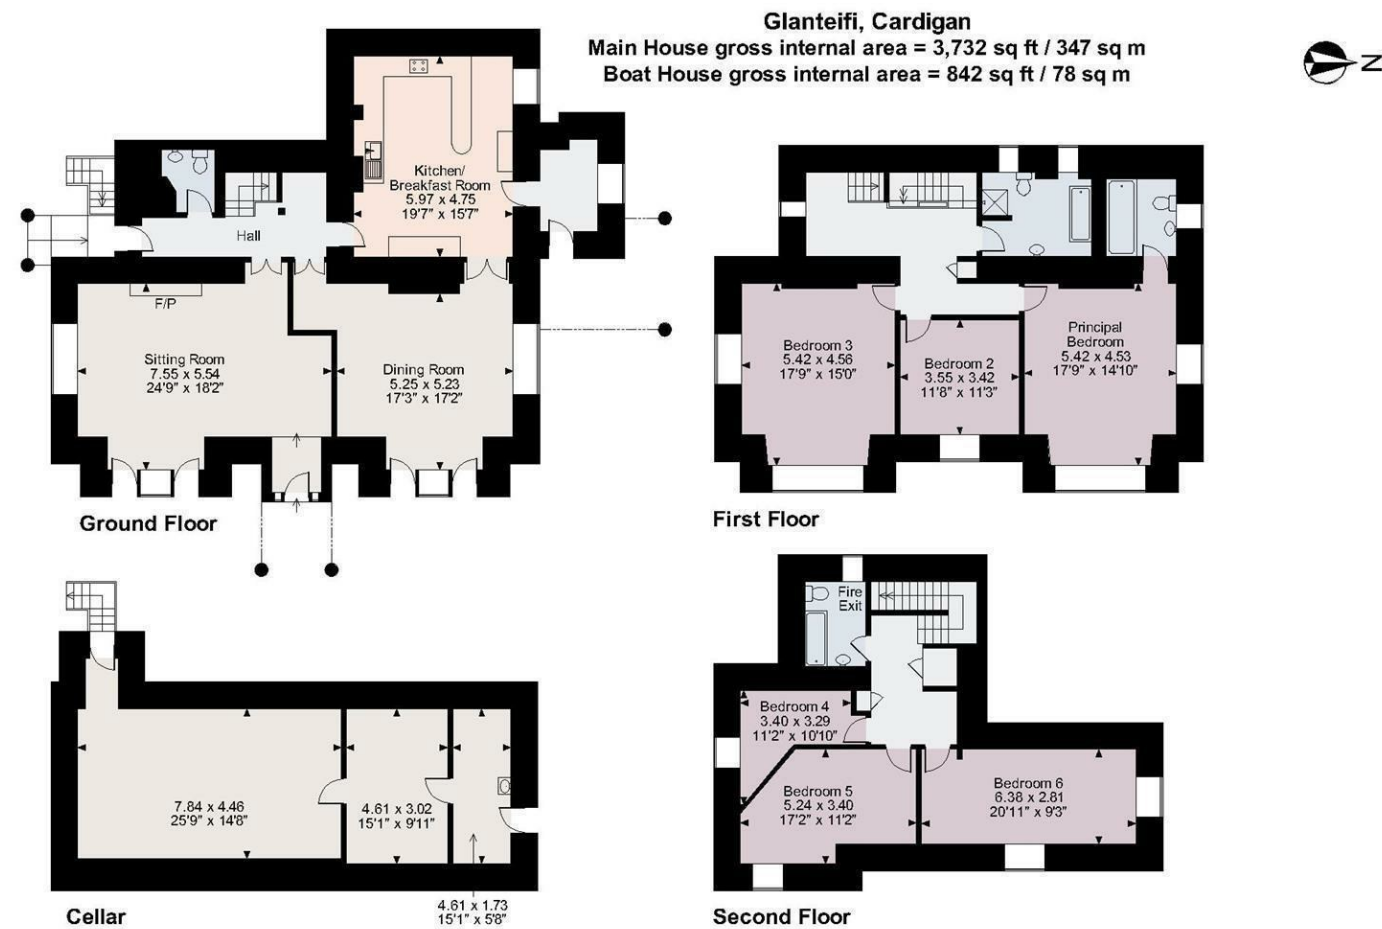 Glanteifi, Cardigan
Main House gross internal area = 3,732 sq ft / 347 sq m
Boat House gross internal area = 842 sq ft / 78 sq m
N
Kitchen/
Breakfast Room
5.97 x 4.75
19'7" x 15'7"
Hall
F/P
Sitting Room
7.55 x 5.54
24'9" x 18'2"
Dining Room
5.25 x 5.23
17'3" x 17'2"
Ground Floor
Bedroom 3
5.42 x 4.56
17'9" x 15'0"
Bedroom 2
3.55 x 3.42
11'8" x 11'3"
Principal
Bedroom
5.42 x 4.53
17'9" x 14'10"
First Floor
7.84 x 4.46
25'9" x 14'8"
4.61 x 3.02
15'1" x 9'11"
4.61 x 1.73
15'1" x 5'8"
Cellar
Fire
Exit
Bedroom 4
3.40 x 3.29
11'2" x 10'10"
Bedroom 5
5.24 x 3.40
17'2" x 11'2"
Bedroom 6
6.38 x 2.81
20'11" x 9'3"
Second Floor